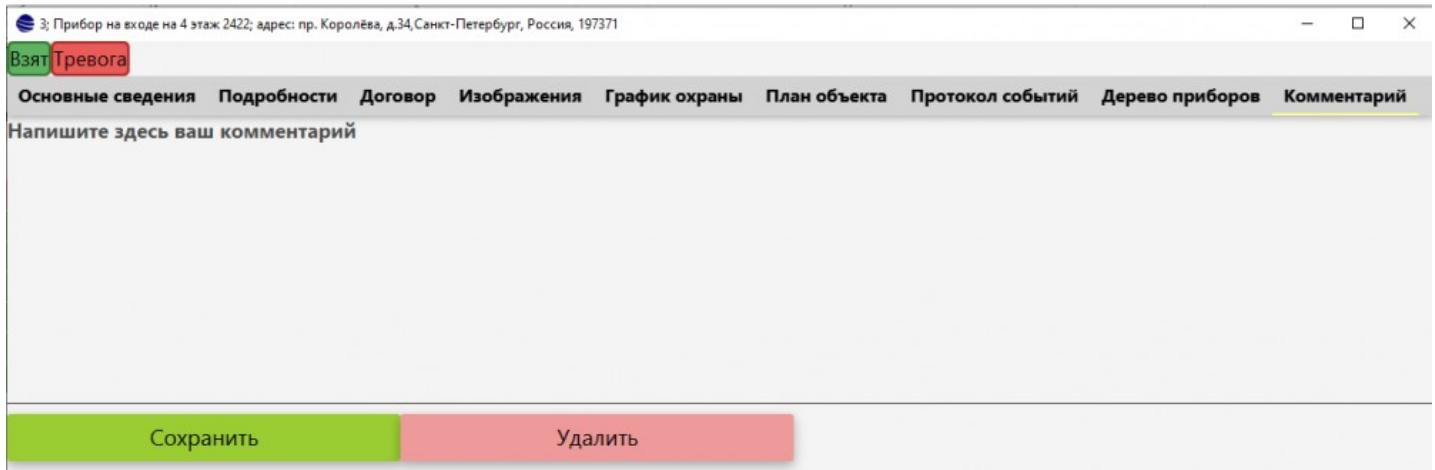 3; Прибор на входе на 4 этаж 2422; адрес: пр. Королёва, д.34,Санкт-Петербург, Россия, 197371
Взят Тревога
Основные сведения Подробности Договор Изображения График охраны План объекта Протокол событий Дерево приборов Комментарий
Напишите здесь ваш комментарий
Сохранить Удалить